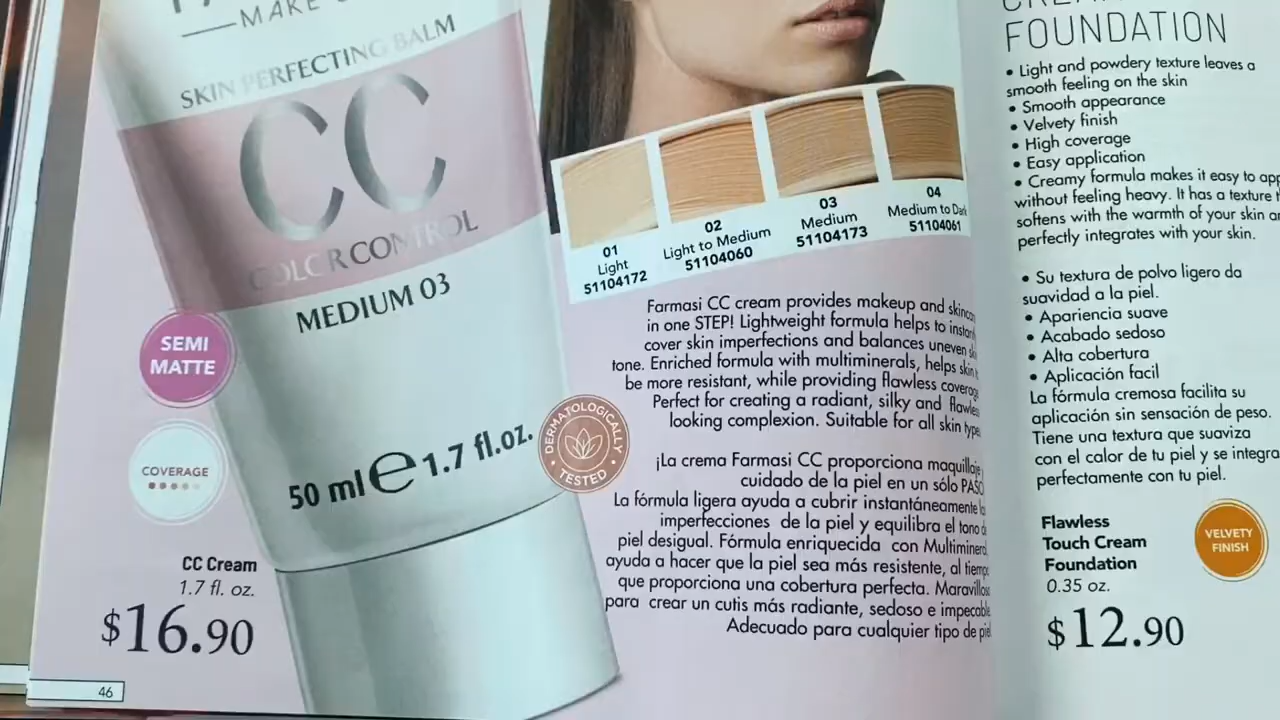 MAKE
SKIN PERFECTING BALM
CC
COLOR CONTROL
MEDIUM 03
SEMI
MATTE
COVERAGE
50 ml e 1.7 fl.oz.
DERMATOLOGICALLY
TESTED
CC Cream
1.7 fl. oz.
$16.90
46
01
Light
51104172
02
Light to Medium
51104060
03
Medium
51104173
04
Medium to Dark
51104061
Farmasi CC cream provides makeup and
in one STEP! Lightweight formula helps to
cover skin imperfections and balances uneven
tone. Enriched formula with multiminerals, helps skin
be more resistant, while providing flawless
Perfect for creating a radiant, silky and
looking complexion. Suitable for all skin
¡La crema Farmasi CC proporciona
cuidado de la piel en un sólo PASO
La fórmula ligera ayuda a cubrir instantáneamente
imperfecciones de la piel y equilibra el tono
piel desigual. Fórmula enriquecida con
ayuda a hacer que la piel sea más resistente, al
que proporciona una cobertura perfecta.
para crear un cutis más radiante, sedoso e
Adecuado para cualquier tipo de
FOUNDATION
• Light and powdery texture leaves a
smooth feeling on the skin
• Smooth appearance
• Velvety finish
• High coverage
• Easy application
• Creamy formula makes it easy to
without feeling heavy. It has a texture
softens with the warmth of your skin
perfectly integrates with your skin.
• Su textura de polvo ligero da
suavidad a la piel.
• Apariencia suave
• Acabado sedoso
• Alta cobertura
• Aplicación facil
La fórmula cremosa facilita su
aplicación sin sensación de peso.
Tiene una textura que suaviza
con el calor de tu piel y se integra
perfectamente con tu piel.
Flawless
Touch Cream
Foundation
0.35 oz.
$12.90
VELVETY
FINISH